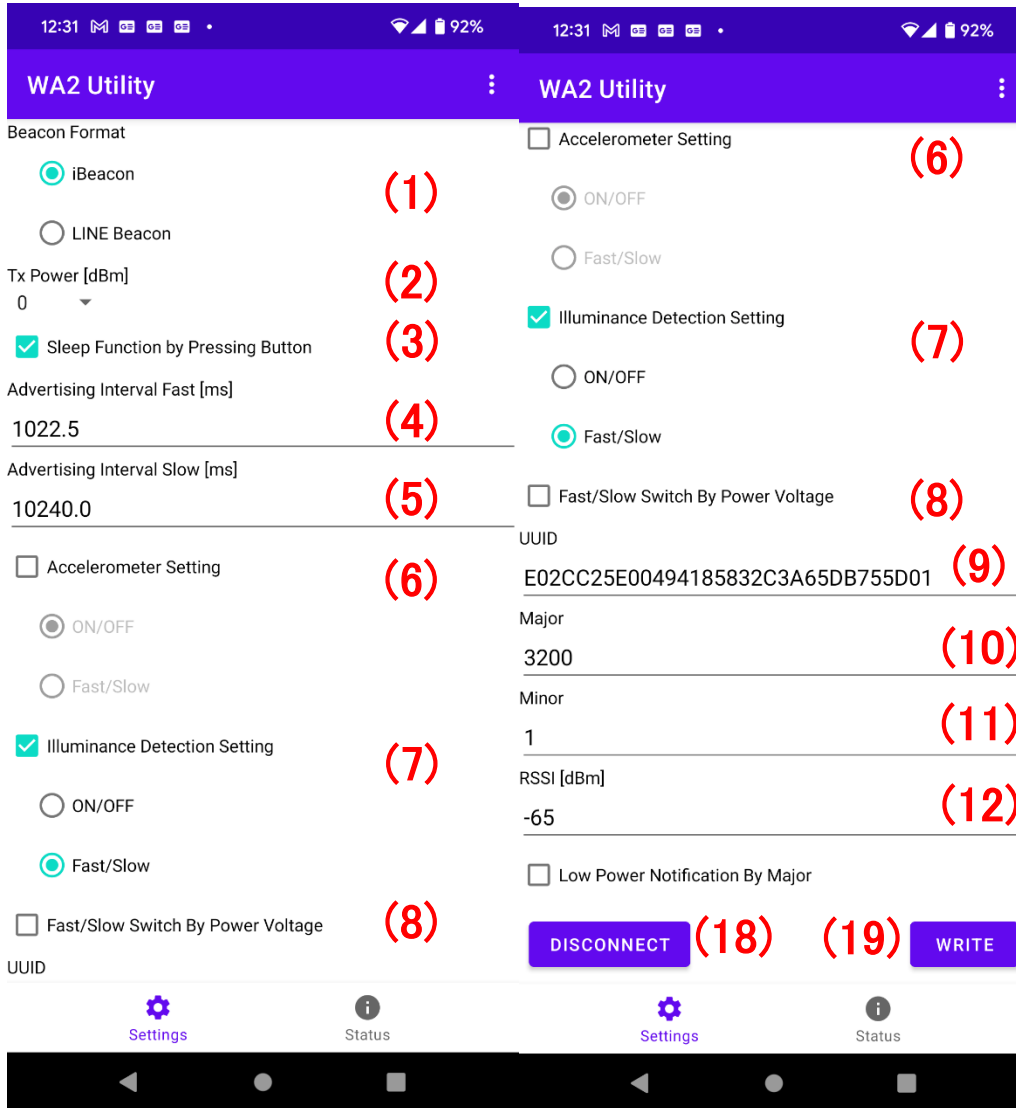 12:31 92%
WA2 Utility
Beacon Format
iBeacon
(1)
LINE Beacon
Tx Power [dBm]
(2)
0
Sleep Function by Pressing Button (3)
Advertising Interval Fast [ms]
1022.5 (4)
Advertising Interval Slow [ms]
10240.0 (5)
Accelerometer Setting (6)
ON/OFF
Fast/Slow
Illuminance Detection Setting (7)
ON/OFF
Fast/Slow
Fast/Slow Switch By Power Voltage (8)
UUID
Settings Status
12:31 92%
WA2 Utility
Accelerometer Setting (6)
ON/OFF
Fast/Slow
Illuminance Detection Setting (7)
ON/OFF
Fast/Slow
Fast/Slow Switch By Power Voltage (8)
UUID
E02CC25E00494185832C3A65DB755D01 (9)
Major
3200 (10)
Minor
1 (11)
RSSI [dBm]
-65 (12)
Low Power Notification By Major
DISCONNECT (18) (19) WRITE
Settings Status